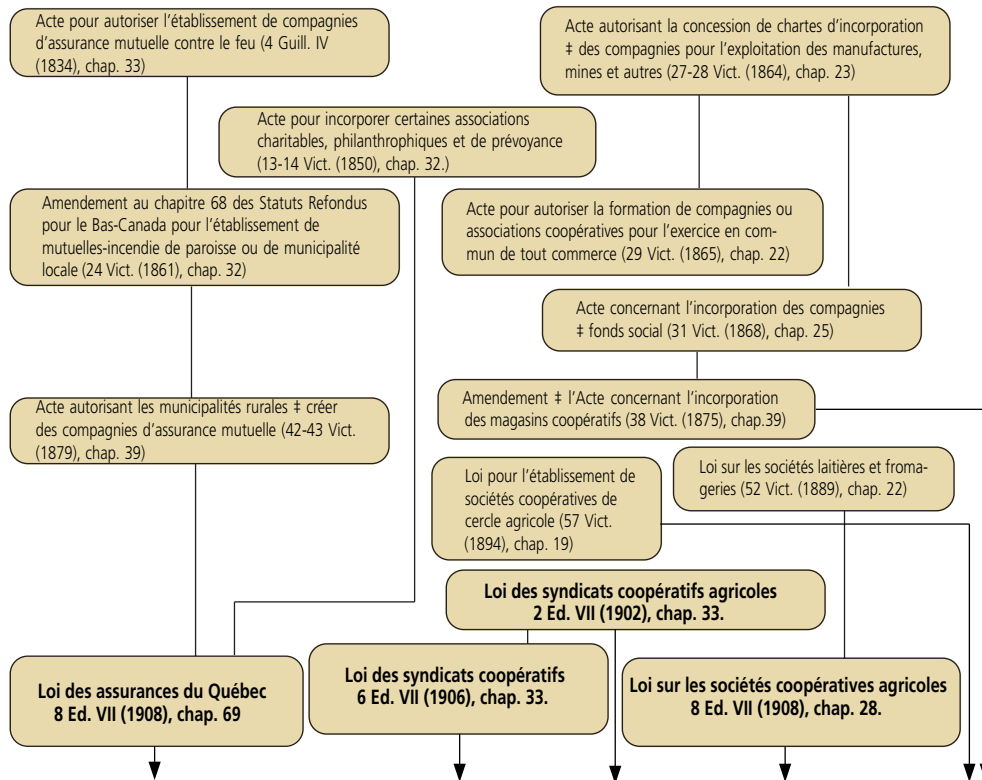 Acte pour autoriser l'établissement de compagnies
d'assurance mutuelle contre le feu (4 Guill. IV
(1834), chap. 33)
Acte autorisant la concession de chartes d'incorporation
‡ des compagnies pour l'exploitation des manufactures,
mines et autres (27-28 Vict. (1864), chap. 23)
Acte pour incorporer certaines associations
charitables, philanthrophiques et de prévoyance
(13-14 Vict. (1850), chap. 32.)
Amendement au chapitre 68 des Statuts Refondus
pour le Bas-Canada pour l'établissement de
mutuelles-incendie de paroisse ou de municipalité
locale (24 Vict. (1861), chap. 32)
Acte pour autoriser la formation de compagnies ou
associations coopératives pour l'exercice en com-
mun de tout commerce (29 Vict. (1865), chap. 22)
Acte concernant l'incorporation des compagnies
‡ fonds social (31 Vict. (1868), chap. 25)
Acte autorisant les municipalités rurales ‡ créer
des compagnies d'assurance mutuelle (42-43 Vict.
(1879), chap. 39)
Amendement ‡ l'Acte concernant l'incorporation
des magasins coopératifs (38 Vict. (1875), chap.39)
Loi pour l'établissement de
sociétés coopératives de
cercle agricole (57 Vict.
(1894), chap. 19)
Loi sur les sociétés laitières et froma-
geries (52 Vict. (1889), chap. 22)
Loi des syndicats coopératifs agricoles
2 Ed. VII (1902), chap. 33.
Loi des assurances du Québec
8 Ed. VII (1908), chap. 69
Loi des syndicats coopératifs
6 Ed. VII (1906), chap. 33.
Loi sur les sociétés coopératives agricoles
8 Ed. VII (1908), chap. 28.